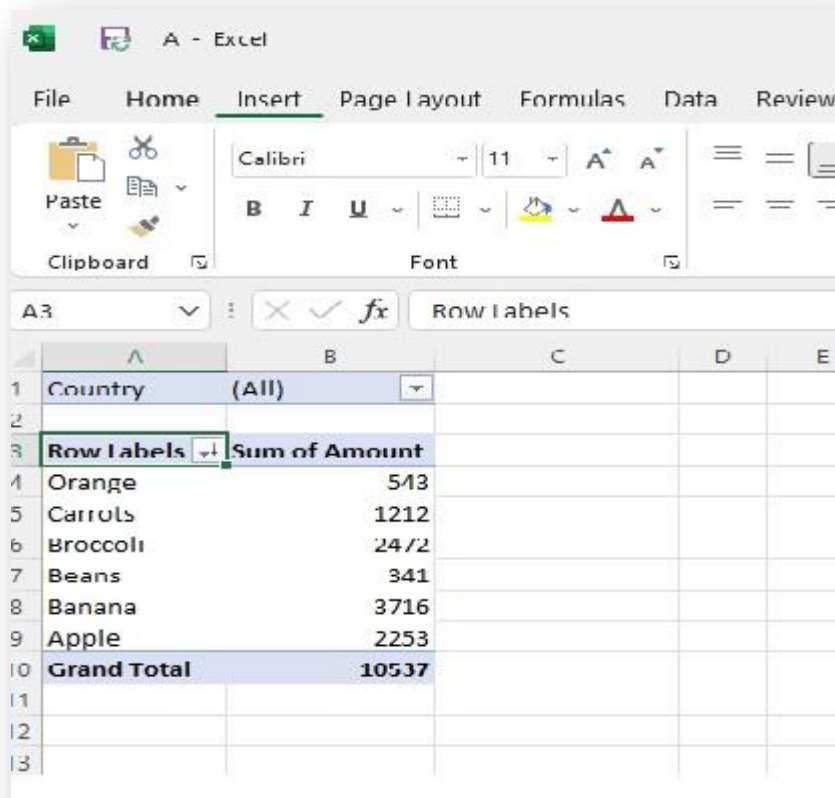 A - Excel
File Home Insert Page Layout Formulas Data Review
Calibri 11 A A
Paste
B I U A
Clipboard Font
A3 fx Row Labels
A B C D E
1 Country (All)
2
3 Row Labels Sum of Amount
4 Orange 543
5 Carrots 1212
6 Broccoli 2472
7 Beans 341
8 Banana 3716
9 Apple 2253
10 Grand Total 10537
11
12
13